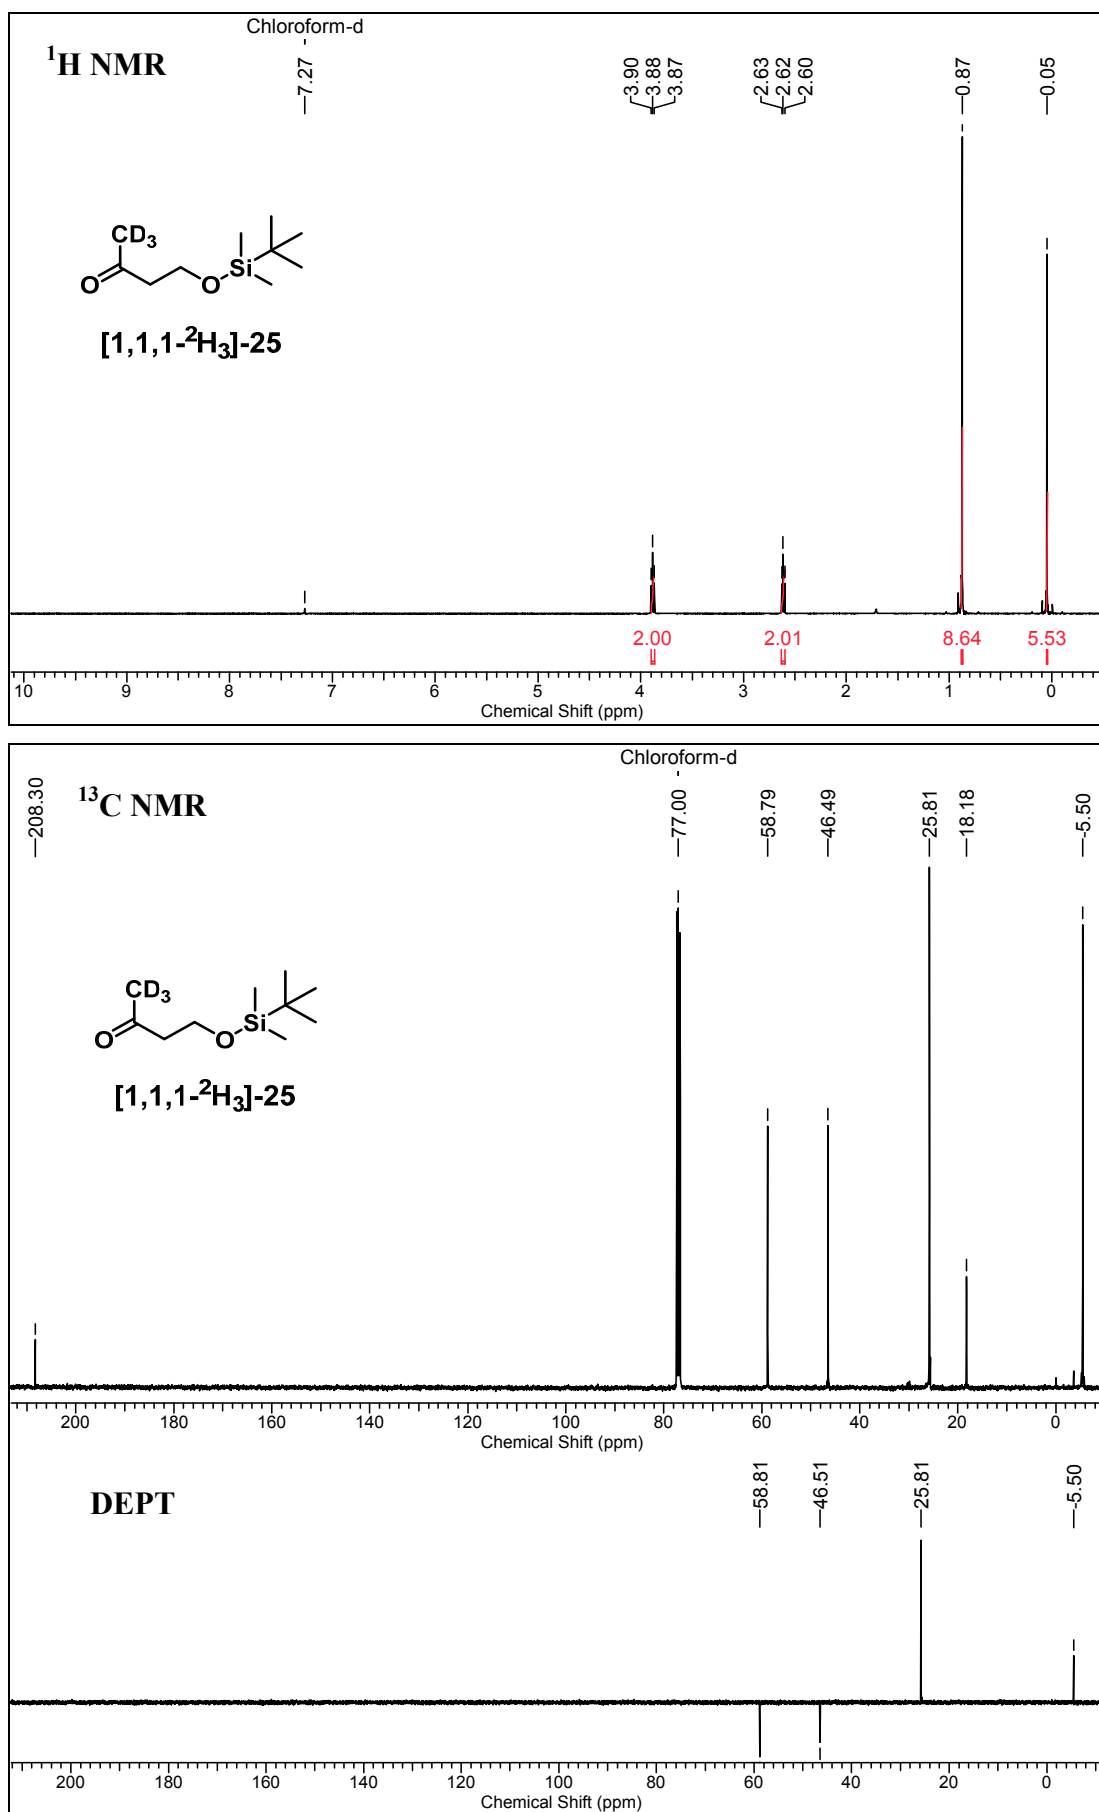 Chloroform-d
¹H NMR
7.27
3.90
3.88
3.87
2.63
2.62
2.60
0.87
0.05
CD₃
O
O
Si
[1,1,1-²H₃]-25
2.00 2.01 8.64 5.53
10 9 8 7 6 5 4 3 2 1 0
Chemical Shift (ppm)
Chloroform-d
¹³C NMR
208.30
77.00
58.79
46.49
25.81
18.18
-5.50
CD₃
O
O
Si
[1,1,1-²H₃]-25
200 180 160 140 120 100 80 60 40 20 0
Chemical Shift (ppm)
DEPT
58.81
46.51
25.81
-5.50
200 180 160 140 120 100 80 60 40 20 0
Chemical Shift (ppm)